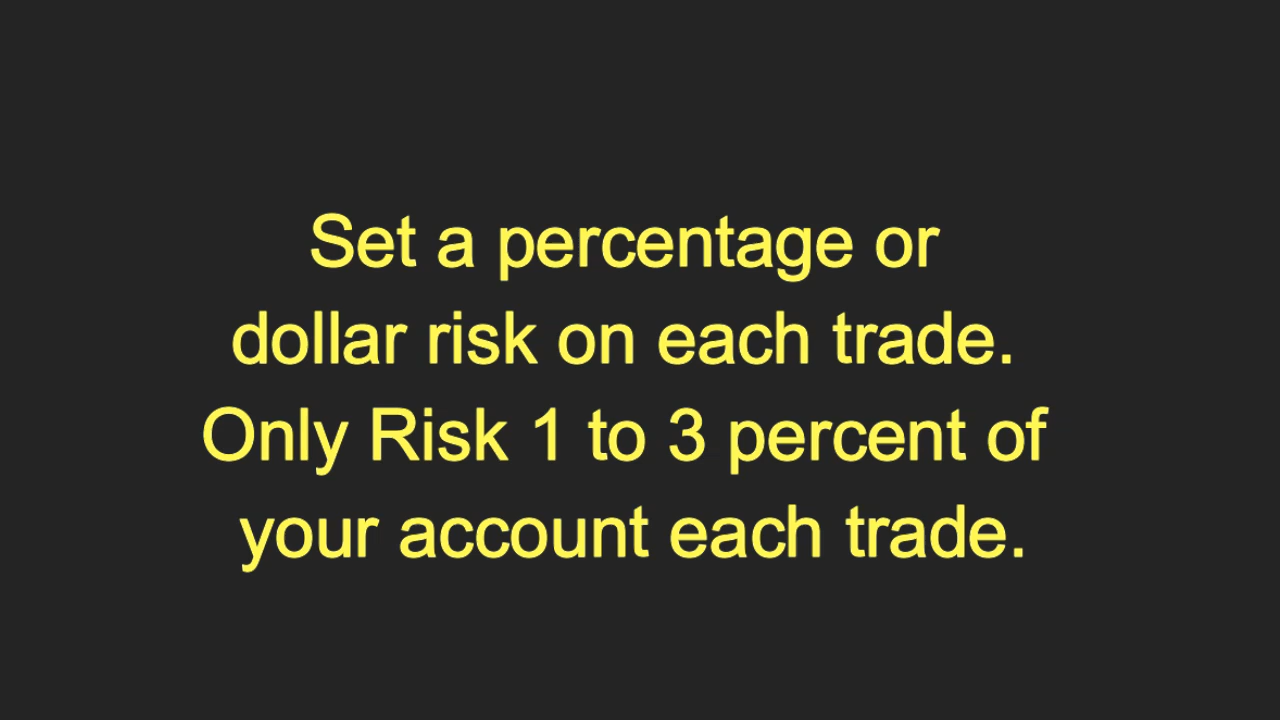 Set a percentage or
dollar risk on each trade.
Only Risk 1 to 3 percent of
your account each trade.